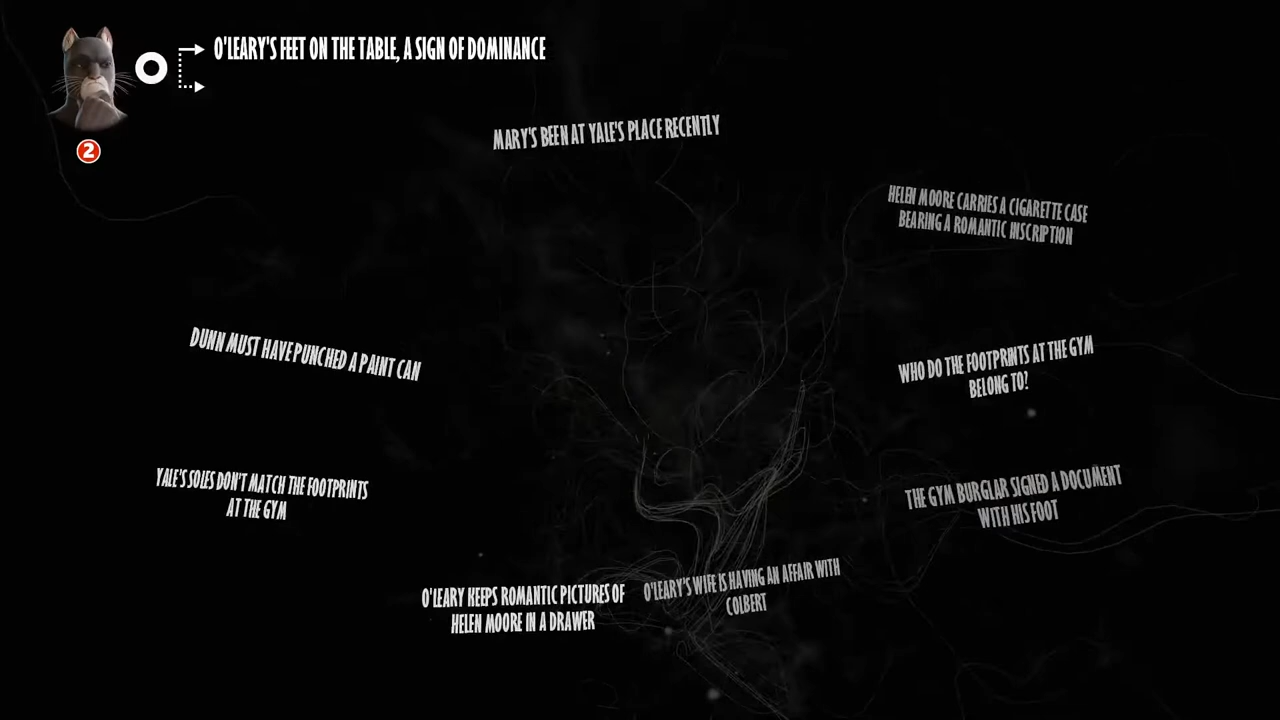 O'LEARY'S FEET ON THE TABLE, A SIGN OF DOMINANCE
2
MARY'S BEEN AT YALE'S PLACE RECENTLY
HELEN MOORE CARRIES A CIGARETTE CASE
BEARING A ROMANTIC INSCRIPTION
DUNN MUST HAVE PUNCHED A PAINT CAN
WHO DO THE FOOTPRINTS AT THE GYM
BELONG TO?
YALE'S SOLES DON'T MATCH THE FOOTPRINTS
AT THE GYM
THE GYM BURGLAR SIGNED A DOCUMENT
WITH HIS FOOT
O'LEARY KEEPS ROMANTIC PICTURES OF
HELEN MOORE IN A DRAWER
O'LEARY'S WIFE IS HAVING AN AFFAIR WITH
COLBERT